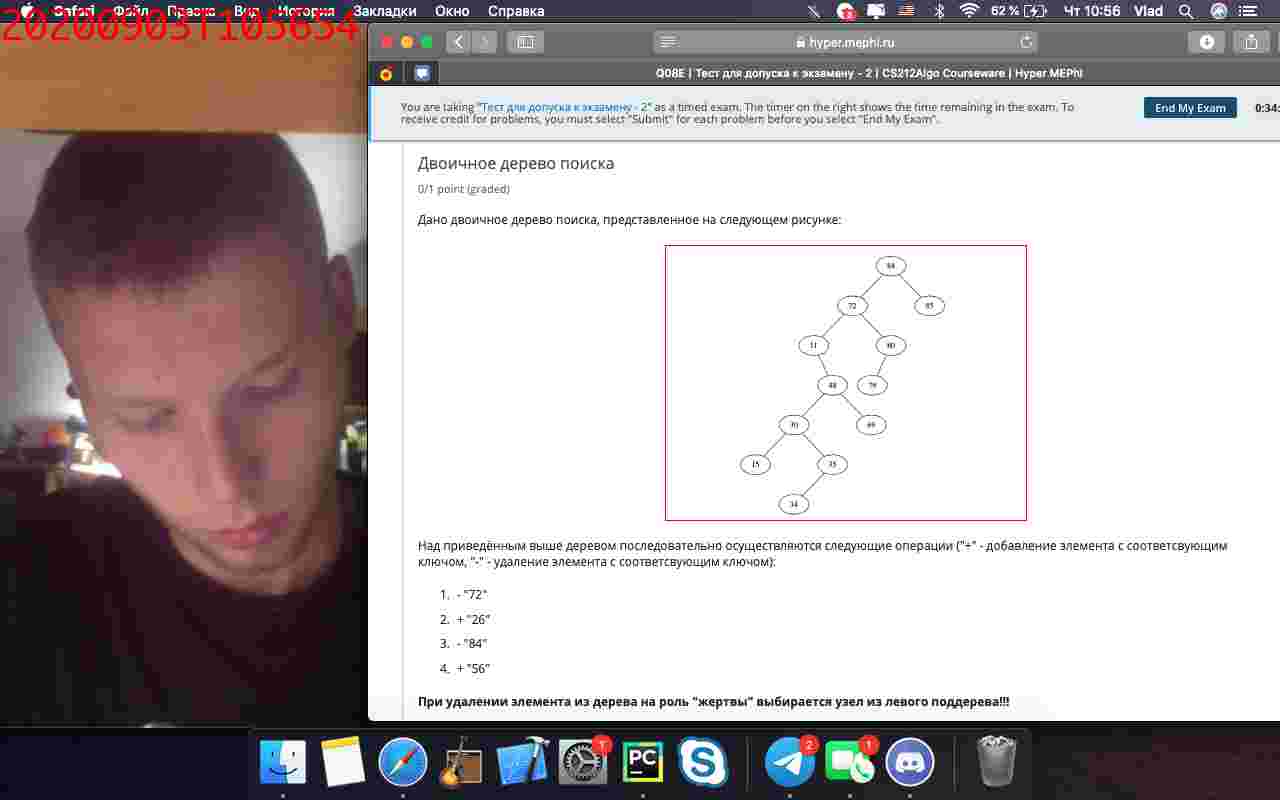 Safari Файл Правка Вид История Закладки Окно Справка
62 % Чт 10:56 Vlad
20200903T105654
hyper.mephi.ru
Q08E | Тест для допуска к экзамену - 2 | CS212Algo Courseware | Hyper.MEPhI
You are taking "Тест для допуска к экзамену - 2" as a timed exam. The timer on the right shows the time remaining in the exam. To
receive credit for problems, you must select "Submit" for each problem before you select "End My Exam".
End My Exam
0:34:
Двоичное дерево поиска
0/1 point (graded)
Дано двоичное дерево поиска, представленное на следующем рисунке:
84
72
11
80
48
15
35
34
Над приведённым выше деревом последовательно осуществляются следующие операции ("+" - добавление элемента с соответсвующим
ключом, "-" - удаление элемента с соответсвующим ключом):
1. - "72"
2. + "26"
3. - "84"
4. + "56"
При удалении элемента из дерева на роль "жертвы" выбирается узел из левого поддерева!!!
1
PC
2
1